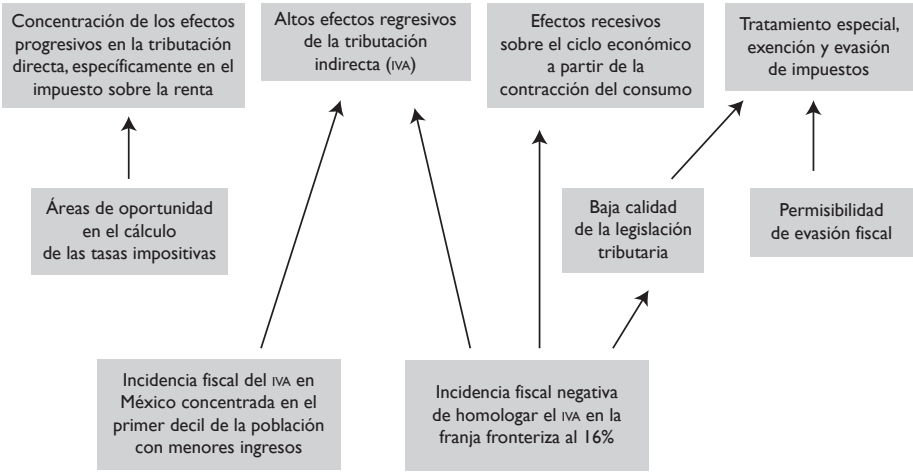 Concentración de los efectos
progresivos en la tributación
directa, específicamente en el
impuesto sobre la renta
Altos efectos regresivos
de la tributación
indirecta (IVA)
Efectos recesivos
sobre el ciclo económico
a partir de la
contracción del consumo
Tratamiento especial,
exención y evasión
de impuestos
Áreas de oportunidad
en el cálculo
de las tasas impositivas
Baja calidad
de la legislación
tributaria
Permisibilidad
de evasión fiscal
Incidencia fiscal del IVA en
México concentrada en el
primer decil de la población
con menores ingresos
Incidencia fiscal negativa
de homologar el IVA en la
franja fronteriza al 16%